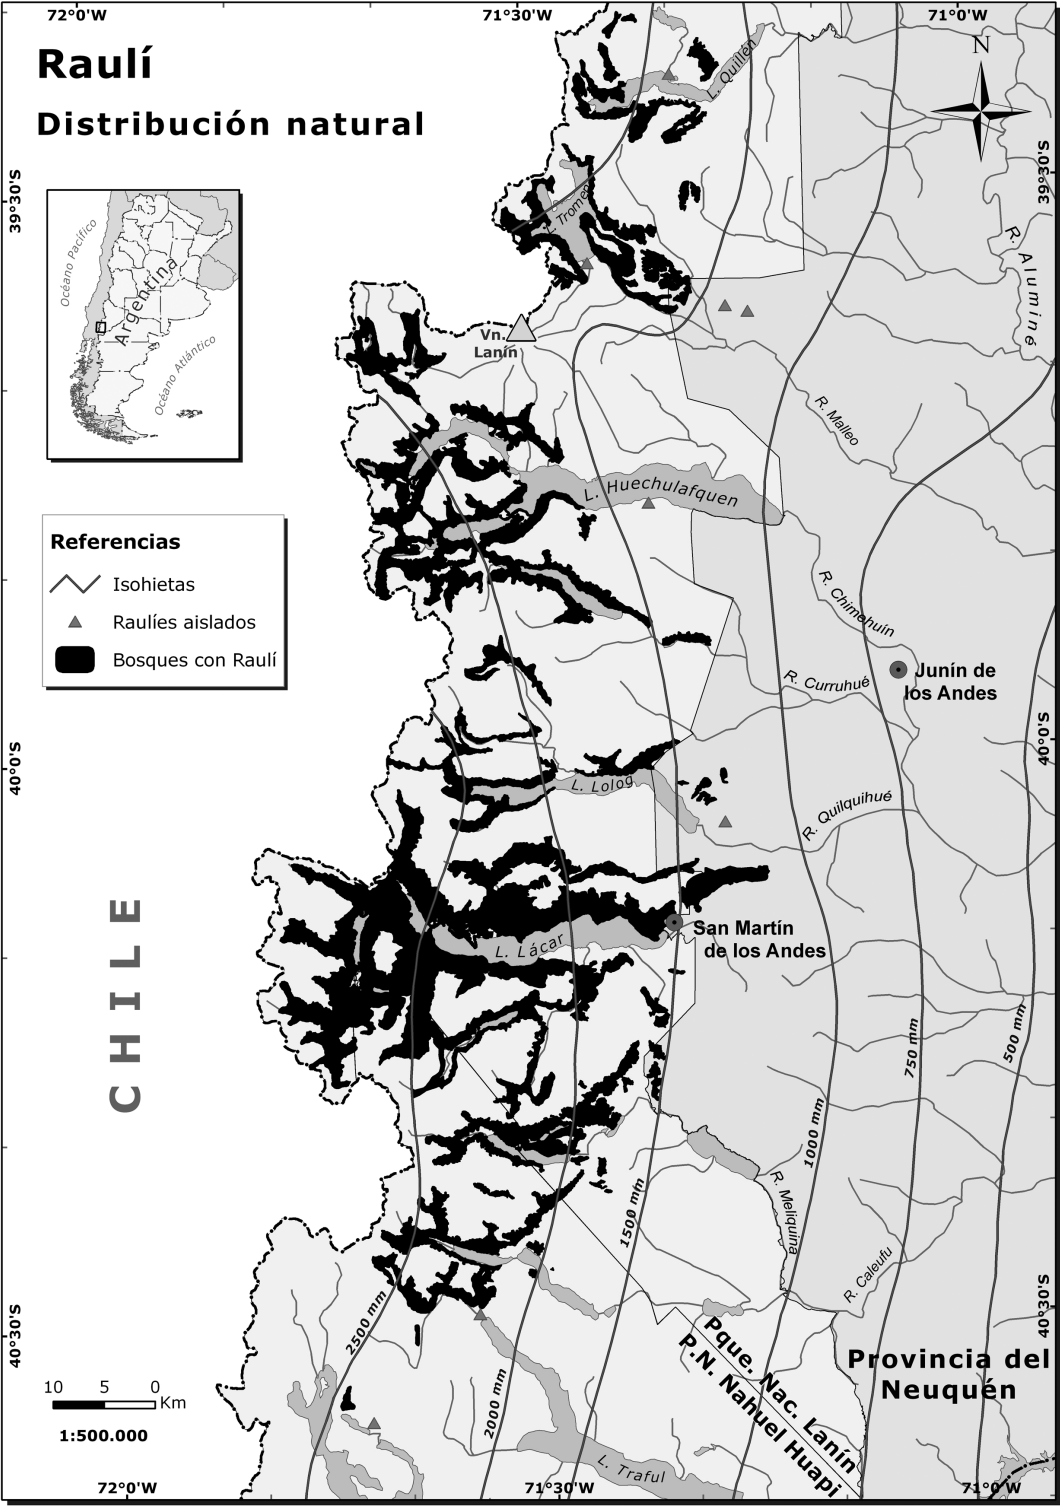 72°0'W
71°30'W
71°0'W
Raulí
Distribución natural
N
39°30'S
39°30'S
L. Quillén
L. Tromen
R. Aluminé
Océano Pacífico
Argentina
Océano Atlántico
Vn.
Lanín
R. Malleo
L. Huechulafquen
Referencias
Isohietas
Raulíes aislados
Bosques con Raulí
R. Chimehuín
Junín de
los Andes
R. Curruhué
40°0'S
40°0'S
L. Lolog
R. Quilquihué
CHILE
San Martín
de los Andes
L. Lácar
750 mm
500 mm
1000 mm
1500 mm
R. Meliquina
R. Caleufu
40°30'S
40°30'S
2500 mm
2000 mm
Pque. Nac. Lanín
P.N. Nahuel Huapi
Provincia del
Neuquén
10 5 0
Km
1:500.000
L. Traful
72°0'W
71°30'W
71°0'W